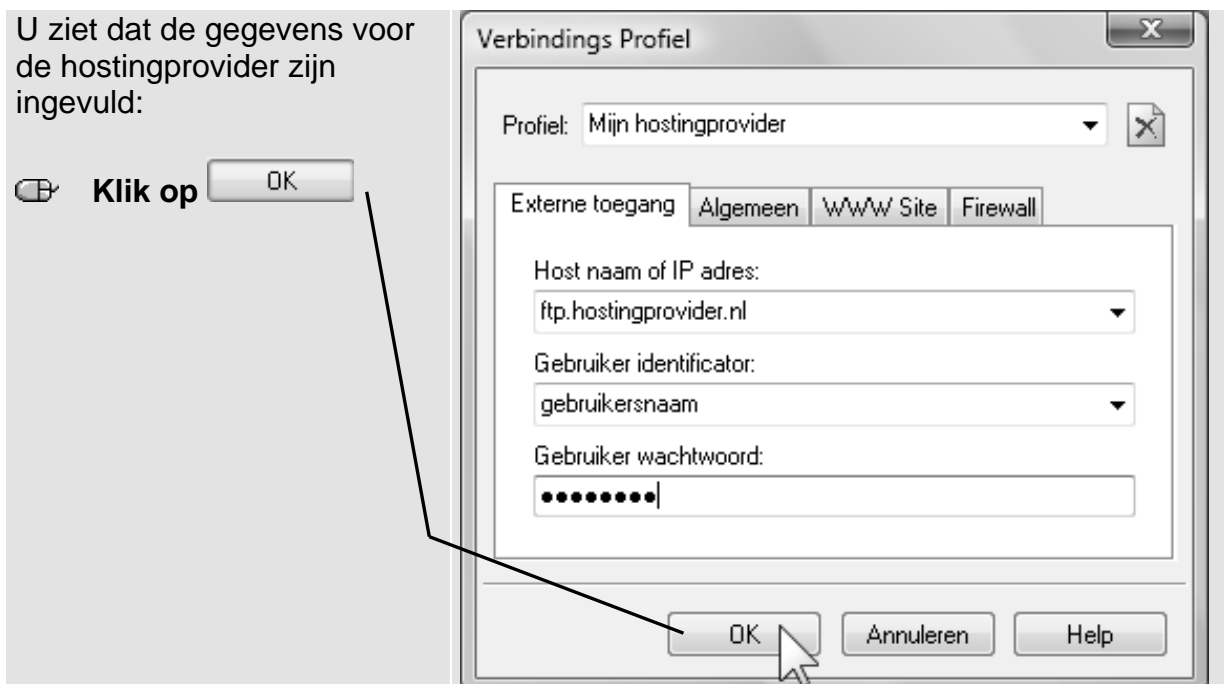 U ziet dat de gegevens voor
de hostingprovider zijn
ingevuld:
Klik op OK
Verbindings Profiel
Profiel: Mijn hostingprovider
Externe toegang Algemeen WWW Site Firewall
Host naam of IP adres:
ftp.hostingprovider.nl
Gebruiker identificator:
gebruikersnaam
Gebruiker wachtwoord:
●●●●●●●●
OK Annuleren Help